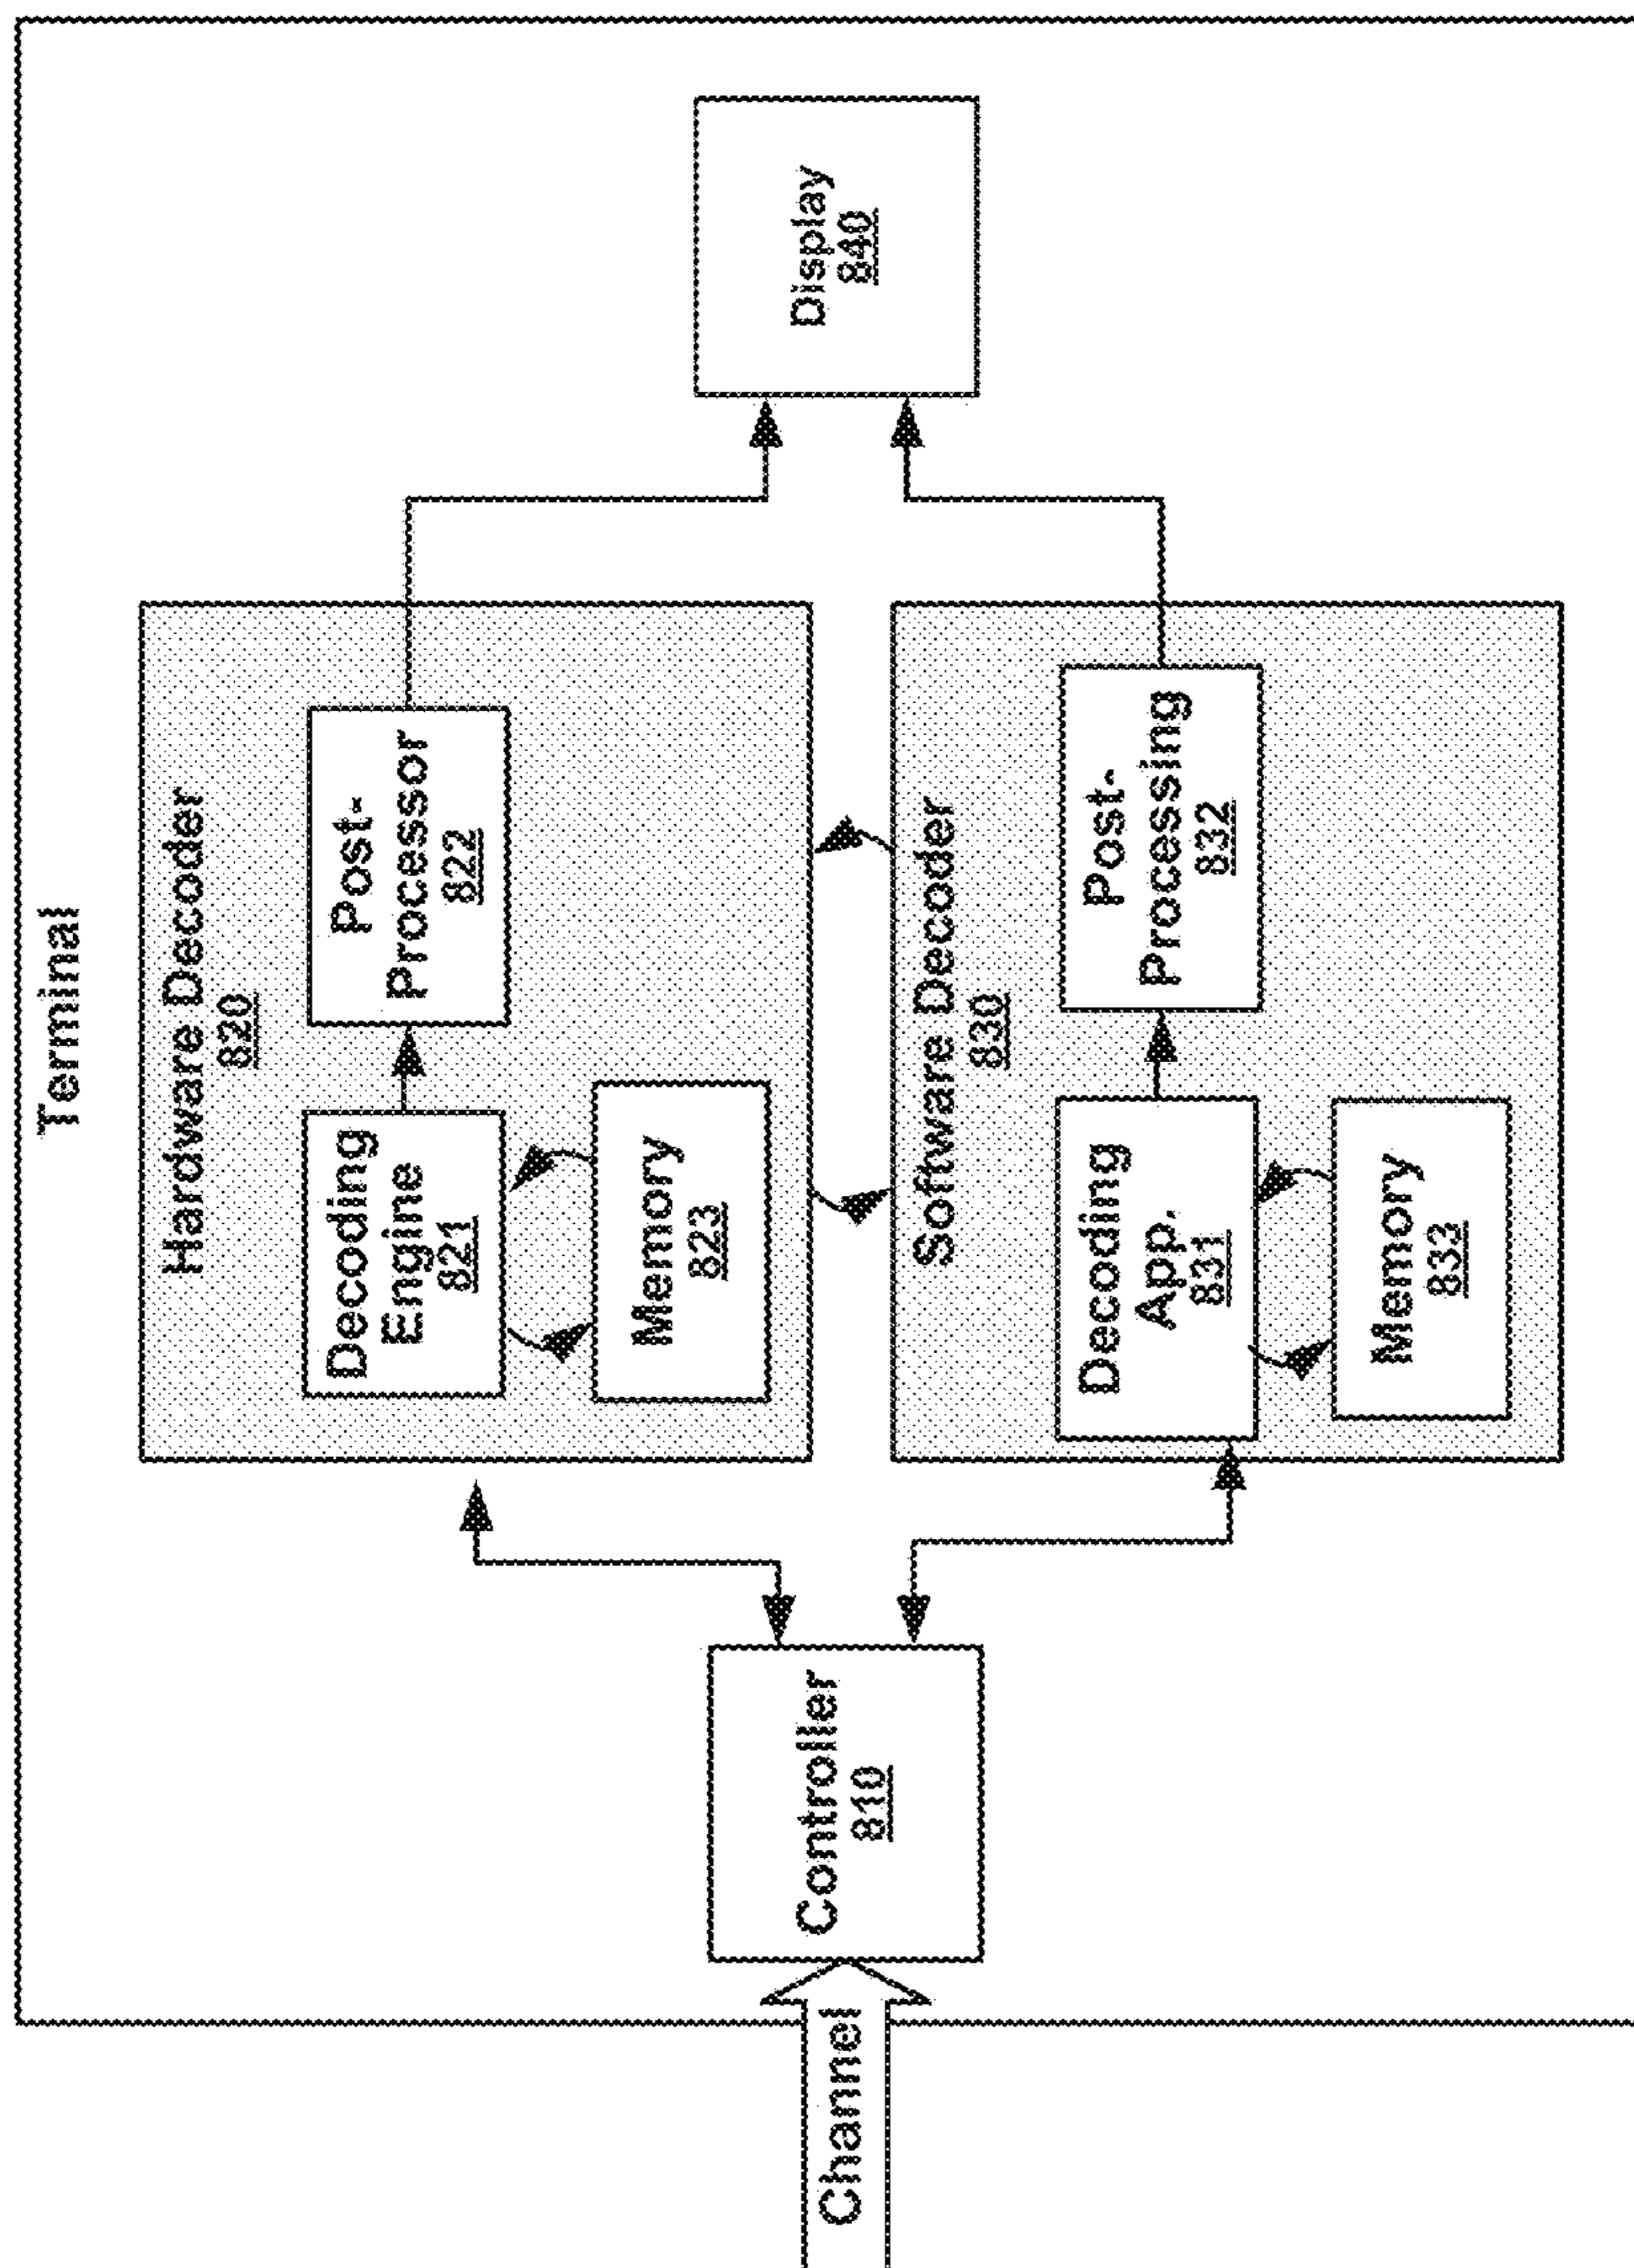 Terminal
Channel
Controller
810
Hardware Decoder
820
Decoding
Engine
821
Post-
Processor
822
Memory
823
Software Decoder
830
Decoding
App.
831
Post-
Processing
832
Memory
833
Display
840